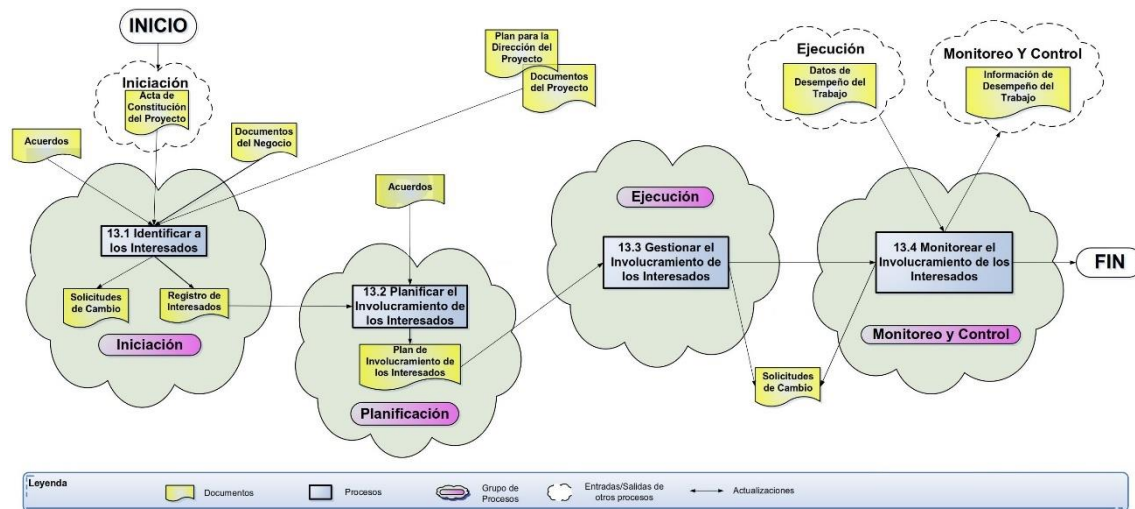 INICIO
Iniciación
Acta de
Constitución
del Proyecto
Acuerdos
Documentos
del Negocio
Plan para la
Dirección del
Proyecto
Documentos
del Proyecto
Ejecución
Datos de
Desempeño del
Trabajo
Monitoreo Y Control
Información de
Desempeño del
Trabajo
13.1 Identificar a
los Interesados
Solicitudes
de Cambio
Registro de
Interesados
Iniciación
Acuerdos
13.2 Planificar el
Involucramiento de
los Interesados
Plan de
Involucramiento de
los Interesados
Planificación
Ejecución
13.3 Gestionar el
Involucramiento de
los Interesados
Solicitudes
de Cambio
13.4 Monitorear el
Involucramiento de los
Interesados
Monitoreo y Control
FIN
Leyenda
Documentos
Procesos
Grupo de
Procesos
Entradas/Salidas de
otros procesos
Actualizaciones